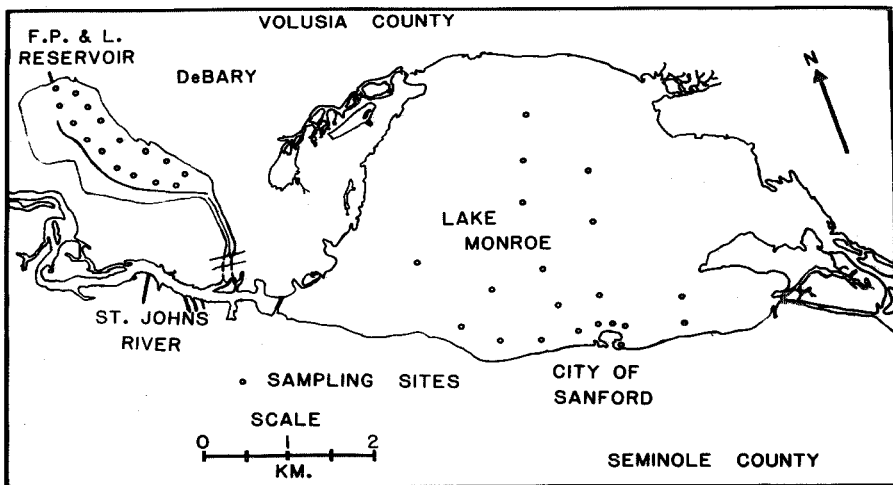 VOLUSIA COUNTY
F.P. & L.
RESERVOIR
DeBARY
N
LAKE
MONROE
ST. JOHNS
RIVER
CITY OF
SANFORD
SAMPLING SITES
SCALE
0 1 2
KM.
SEMINOLE COUNTY